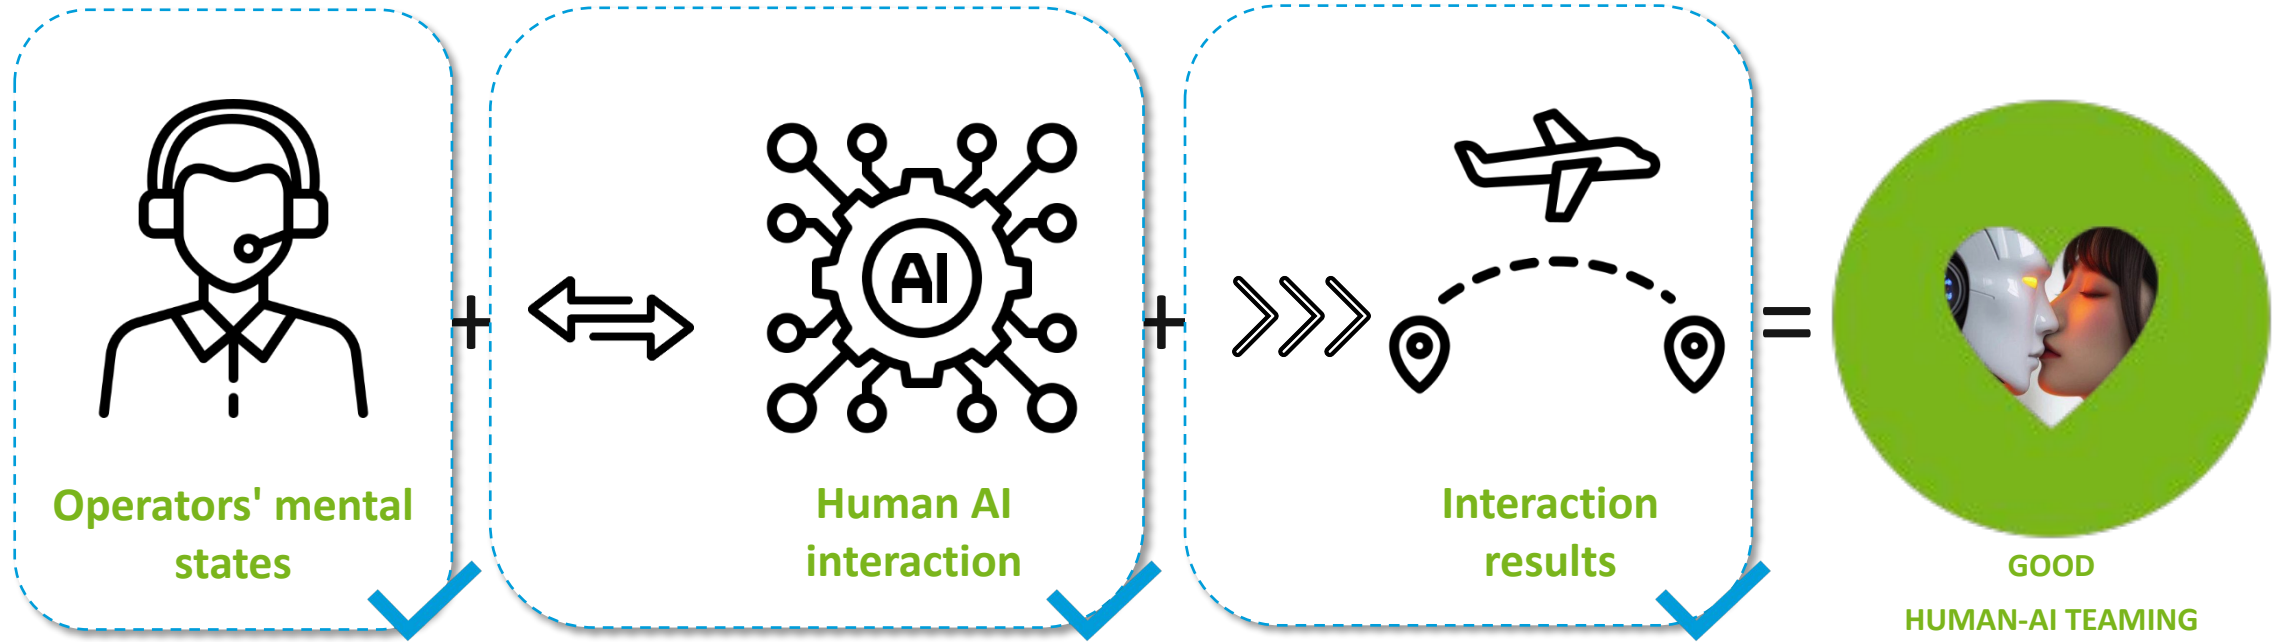 Operators' mental
states
+
AI
Human AI
interaction
+
Interaction
results
=
GOOD
HUMAN-AI TEAMING